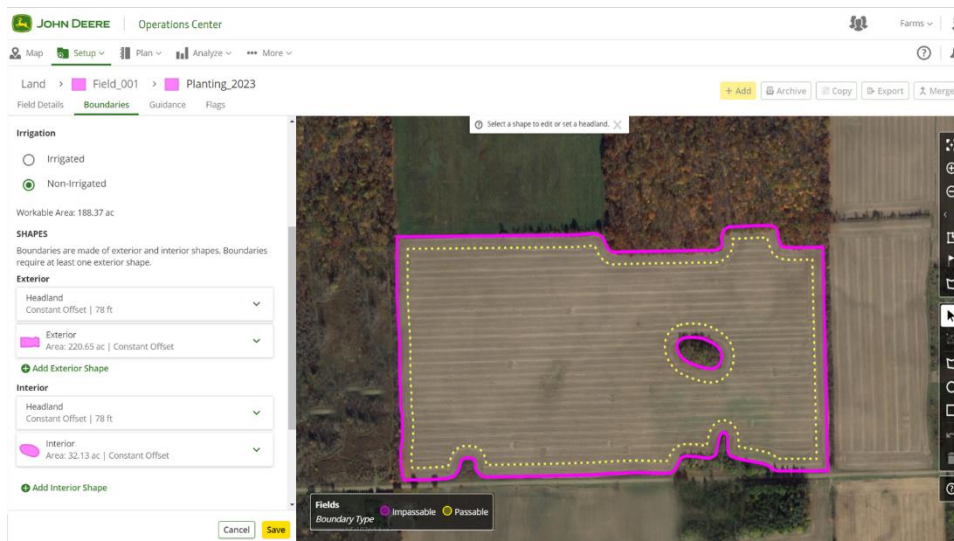 JOHN DEERE
Operations Center
Farms
Map
Setup
Plan
Analyze
More
Land > Field_001 > Planting_2023
Field Details
Boundaries
Guidance
Flags
+ Add
Archive
Copy
Export
Merge
Irrigation
Irrigated
Non-Irrigated
Workable Area: 188.37 ac
SHAPES
Boundaries are made of exterior and interior shapes, Boundaries
require at least one exterior shape.
Exterior
Headland
Constant Offset | 78 ft
Exterior
Area: 220.65 ac | Constant Offset
Add Exterior Shape
Interior
Headland
Constant Offset | 78 ft
Interior
Area: 32.13 ac | Constant Offset
Add Interior Shape
Cancel
Save
Select a shape to edit or set a headland.
Fields
Boundary Type
Impassable
Passable